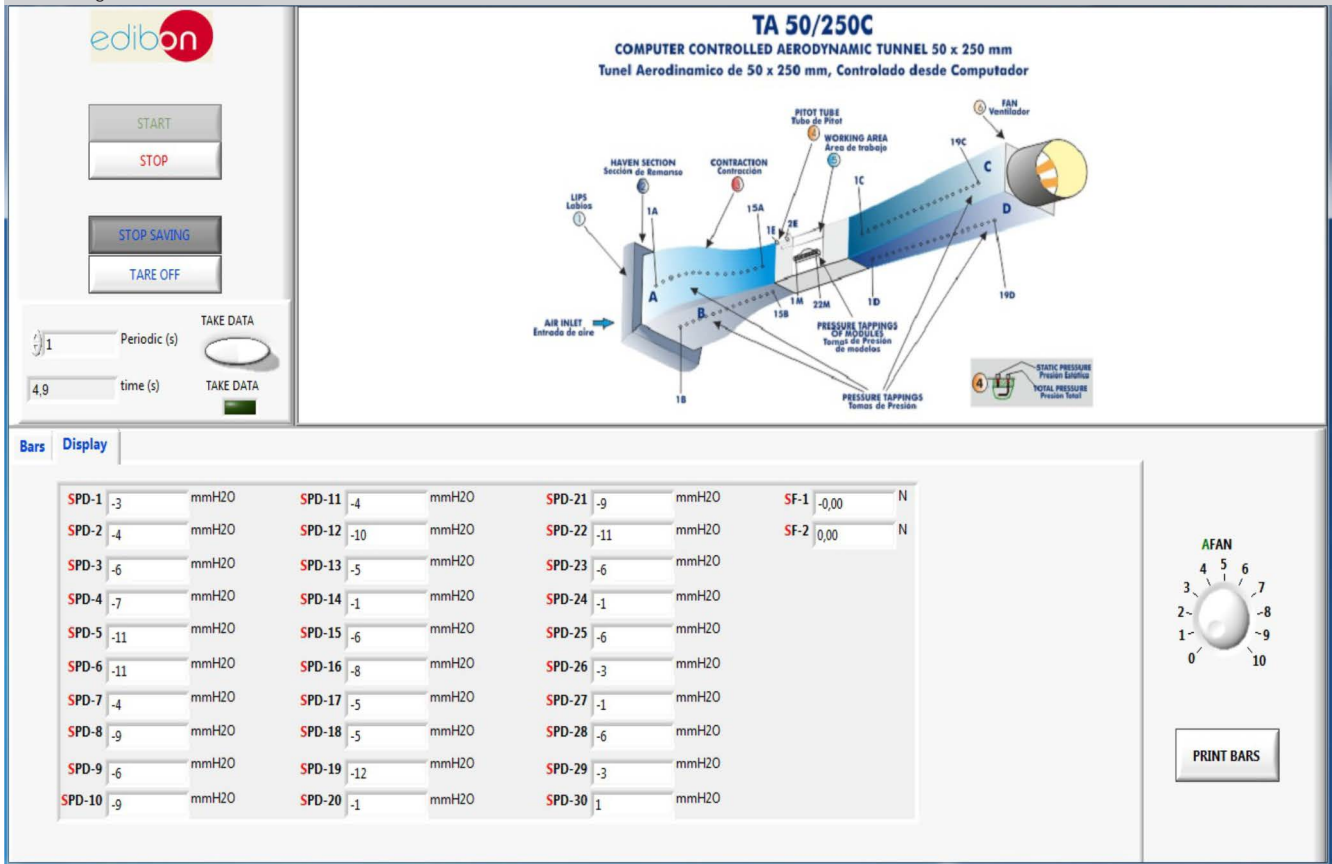 edibon
START
STOP
STOP SAVING
TARE OFF
TAKE DATA
1 Periodic (s)
4,9 time (s)
TAKE DATA
TA 50/250C
COMPUTER CONTROLLED AERODYNAMIC TUNNEL 50 x 250 mm
Tunel Aerodinamico de 50 x 250 mm, Controlado desde Computador
FAN
6 Ventilador
PITOT TUBE
Tubo de Pitot
4
WORKING AREA
Area de trabajo
5
19C
HAVEN SECTION
Sección de Remanso
2
CONTRACTION
Contracción
3
C
1C
LIPS
Labios
1
1A
15A
2E
1E
D
A
B
1M
22M
1D
19D
15B
AIR INLET
Entrada de aire
PRESSURE TAPPINGS
OF MODULES
Tomas de Presión
de modelos
1B
PRESSURE TAPPINGS
Tomas de Presión
4
STATIC PRESSURE
Presión Estática
TOTAL PRESSURE
Presión Total
Bars Display
SPD-1 -3 mmH2O SPD-11 -4 mmH2O SPD-21 -9 mmH2O SF-1 -0,00 N
SPD-2 -4 mmH2O SPD-12 -10 mmH2O SPD-22 -11 mmH2O SF-2 0,00 N
SPD-3 -6 mmH2O SPD-13 -5 mmH2O SPD-23 -6 mmH2O
SPD-4 -7 mmH2O SPD-14 -1 mmH2O SPD-24 -1 mmH2O
SPD-5 -11 mmH2O SPD-15 -6 mmH2O SPD-25 -6 mmH2O
SPD-6 -11 mmH2O SPD-16 -8 mmH2O SPD-26 -3 mmH2O
SPD-7 -4 mmH2O SPD-17 -5 mmH2O SPD-27 -1 mmH2O
SPD-8 -9 mmH2O SPD-18 -5 mmH2O SPD-28 -6 mmH2O
SPD-9 -6 mmH2O SPD-19 -12 mmH2O SPD-29 -3 mmH2O
SPD-10 -9 mmH2O SPD-20 -1 mmH2O SPD-30 1 mmH2O
AFAN
0 1 2 3 4 5 6 7 8 9 10
PRINT BARS